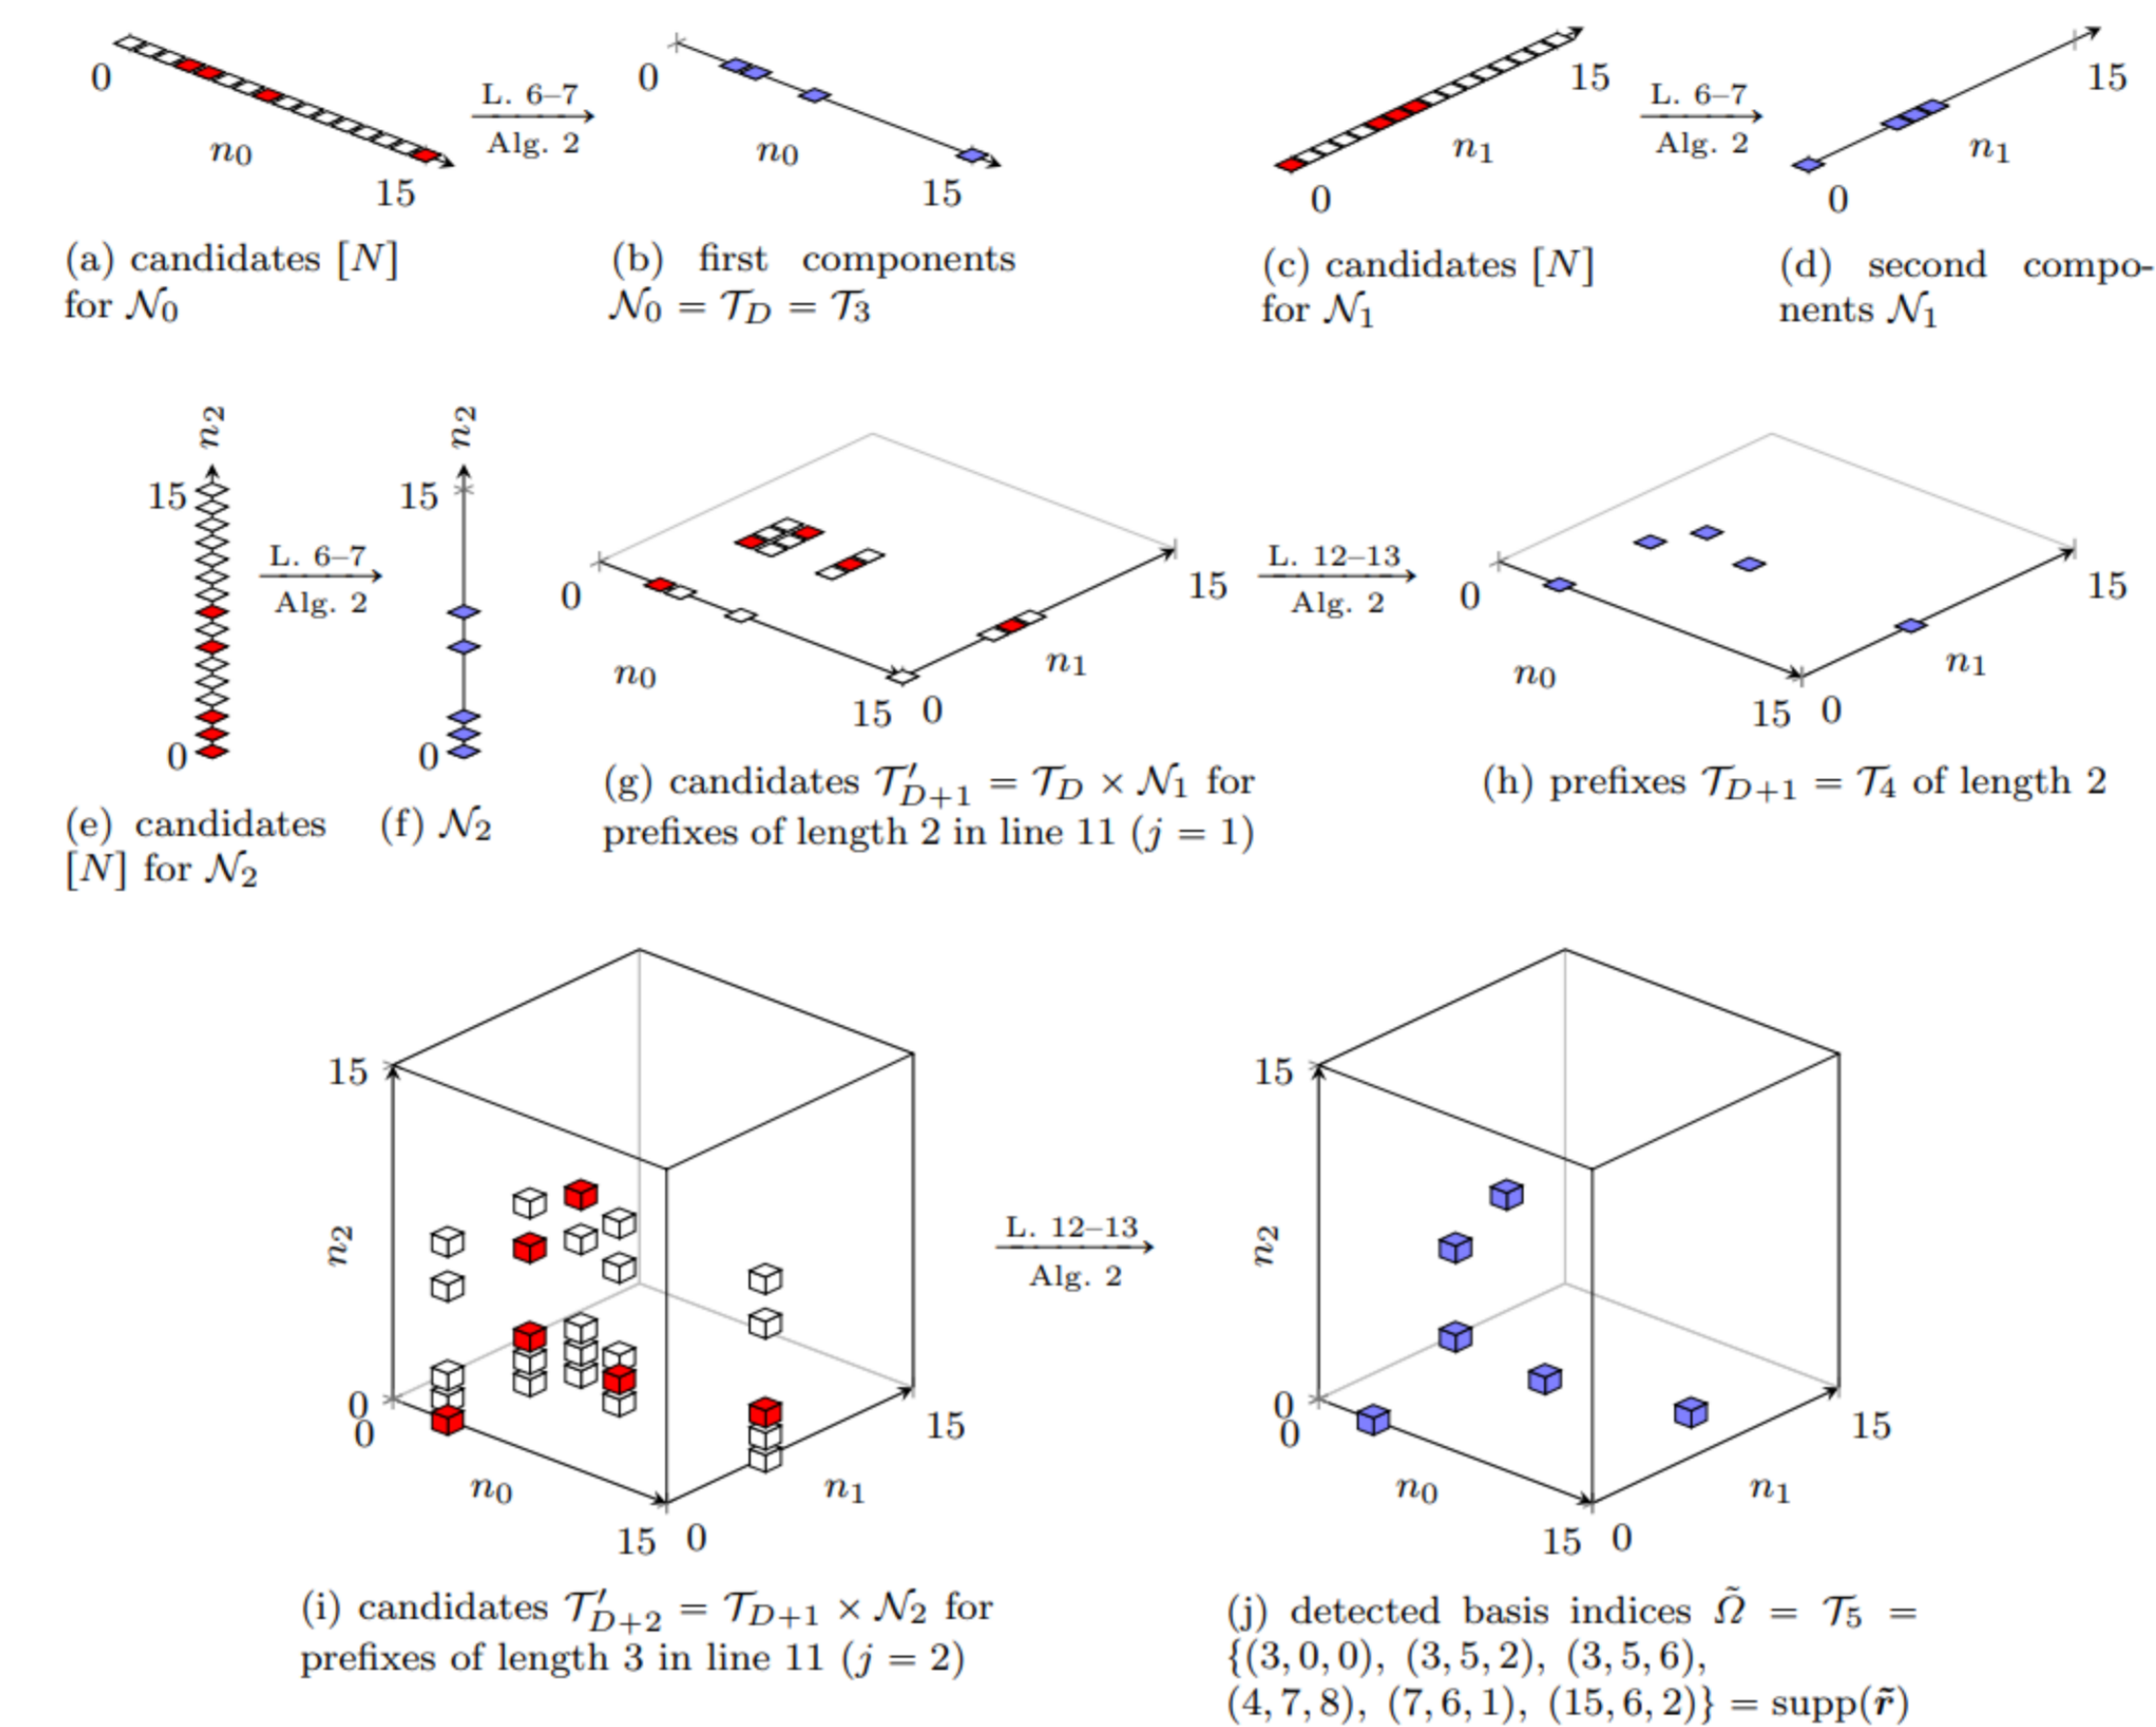 0
n0
15
L. 6–7
Alg. 2
0
n0
15
15
n1
0
L. 6–7
Alg. 2
15
n1
0
(a) candidates [N]
for 𝒩0
(b) first components
𝒩0 = 𝒯D = 𝒯3
(c) candidates [N]
for 𝒩1
(d) second compo-
nents 𝒩1
n2
15
0
L. 6–7
Alg. 2
n2
15
0
0
n0
15 0
n1
15
L. 12–13
Alg. 2
0
n0
15 0
n1
15
(e) candidates
[N] for 𝒩2
(f) 𝒩2
(g) candidates 𝒯′D+1 = 𝒯D × 𝒩1 for
prefixes of length 2 in line 11 (j = 1)
(h) prefixes 𝒯D+1 = 𝒯4 of length 2
15
n2
0
0
n0
15 0
n1
15
L. 12–13
Alg. 2
15
n2
0
0
n0
15 0
n1
15
(i) candidates 𝒯′D+2 = 𝒯D+1 × 𝒩2 for
prefixes of length 3 in line 11 (j = 2)
(j) detected basis indices Ω̃ = 𝒯5 =
{(3, 0, 0), (3, 5, 2), (3, 5, 6),
(4, 7, 8), (7, 6, 1), (15, 6, 2)} = supp(r̃)